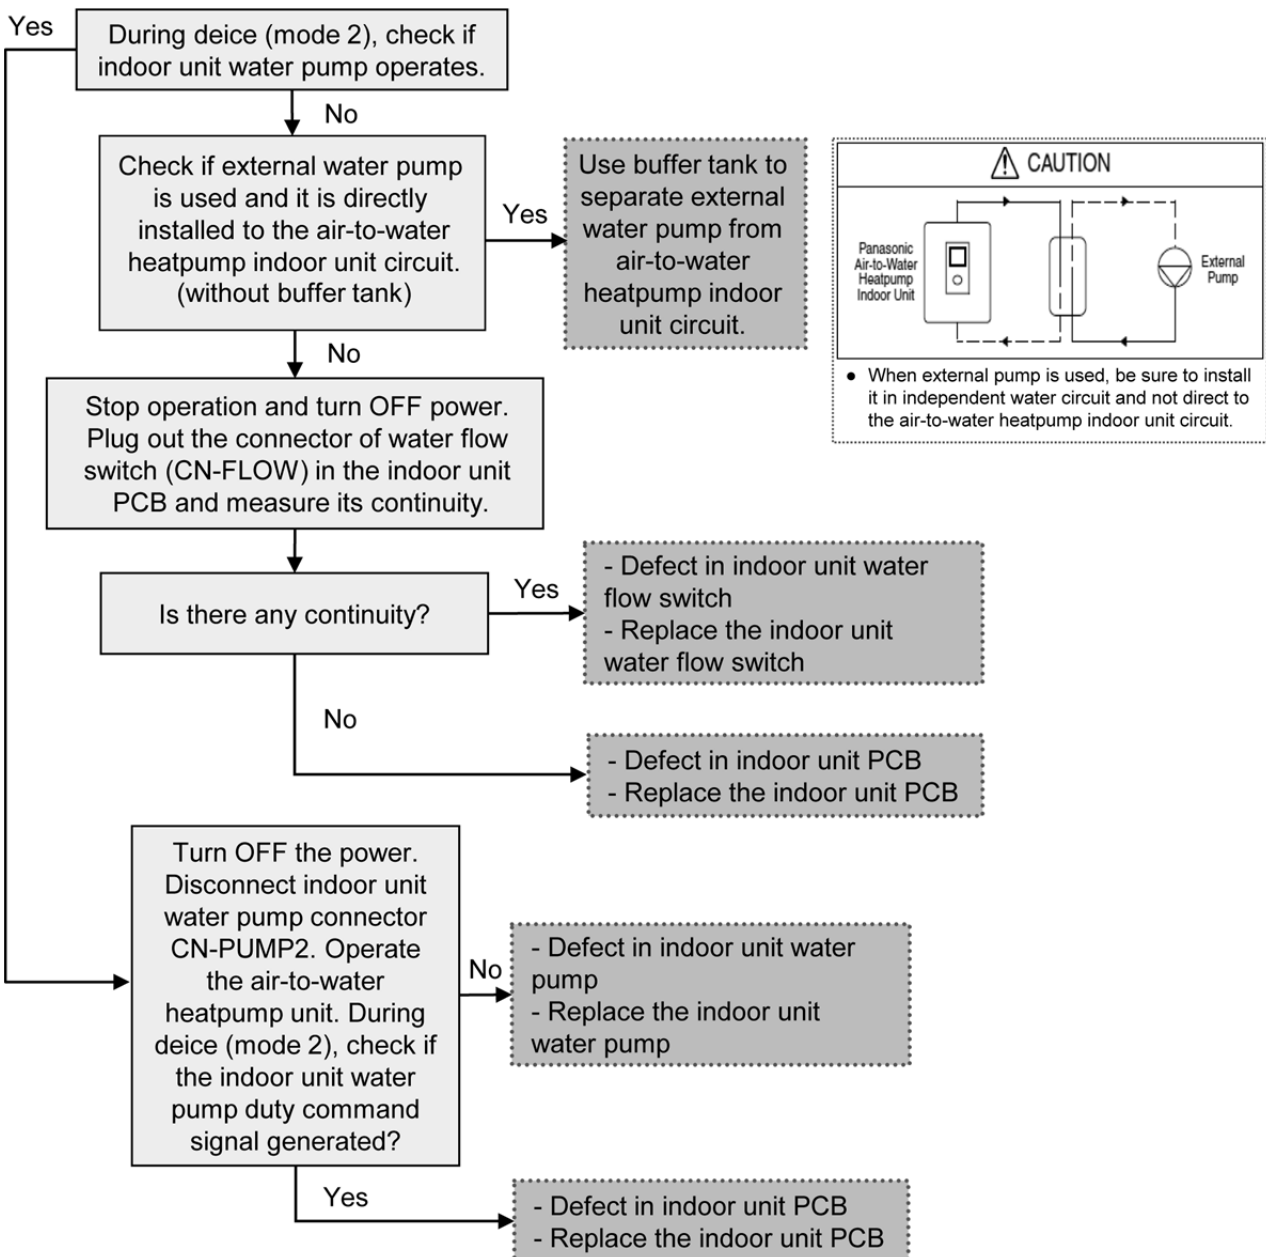 Yes
During deice (mode 2), check if
indoor unit water pump operates.
No
Check if external water pump
is used and it is directly
installed to the air-to-water
heatpump indoor unit circuit.
(without buffer tank)
Yes
Use buffer tank to
separate external
water pump from
air-to-water
heatpump indoor
unit circuit.
CAUTION
Panasonic
Air-to-Water
Heatpump
Indoor Unit
External
Pump
● When external pump is used, be sure to install
it in independent water circuit and not direct to
the air-to-water heatpump indoor unit circuit.
No
Stop operation and turn OFF power.
Plug out the connector of water flow
switch (CN-FLOW) in the indoor unit
PCB and measure its continuity.
Is there any continuity?
Yes
- Defect in indoor unit water
flow switch
- Replace the indoor unit
water flow switch
No
- Defect in indoor unit PCB
- Replace the indoor unit PCB
Turn OFF the power.
Disconnect indoor unit
water pump connector
CN-PUMP2. Operate
the air-to-water
heatpump unit. During
deice (mode 2), check if
the indoor unit water
pump duty command
signal generated?
No
- Defect in indoor unit water
pump
- Replace the indoor unit
water pump
Yes
- Defect in indoor unit PCB
- Replace the indoor unit PCB